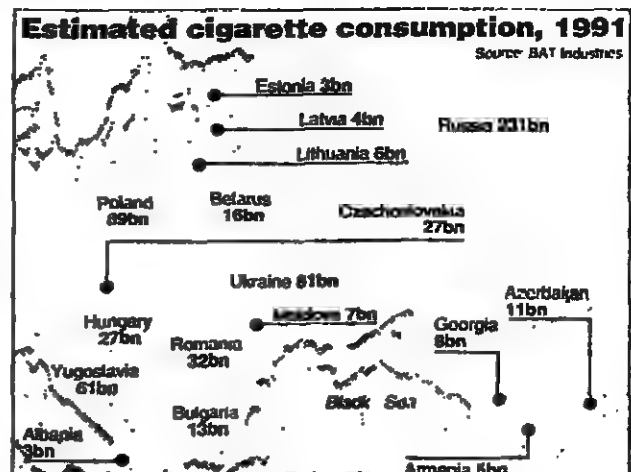 Estimated cigarette consumption, 1991
Source: BAT Industries
Estonia 3bn
Latvia 4bn
Russia 231bn
Lithuania 6bn
Poland
89bn
Belarus
16bn
Czechoslovakia
27bn
Ukraine 81bn
Azerbaijan
11bn
Hungary
27bn
Moldova 7bn
Georgia
8bn
Romania
32bn
Yugoslavia
61bn
Black Sea
Bulgaria
13bn
Albania
3bn
Armenia 5bn